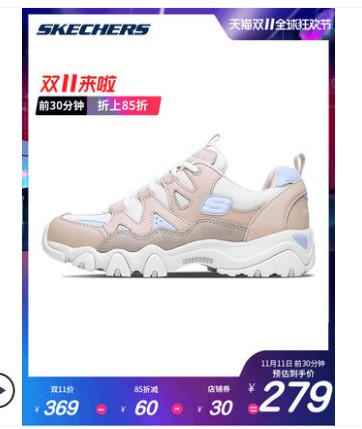 SKECHERS
天猫双11全球狂欢节
双11来啦
前30分钟 折上85折
S
11月11日 前30分钟
预估到手价
双11价 85折减 店铺券
¥369 - ¥60 - ¥30 = ¥279